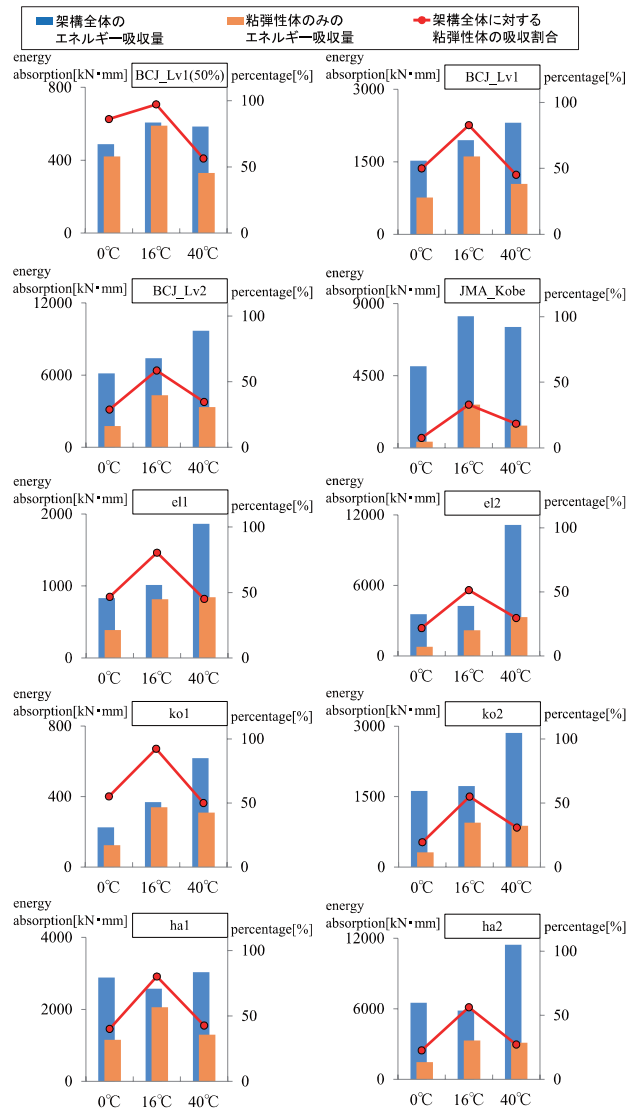 架構全体の
エネルギー吸収量
粘弾性体のみの
エネルギー吸収量
架構全体に対する
粘弾性体の吸収割合
energy
absorption[kN・mm]
BCJ_Lv1(50%)
percentage[%]
800
400
0
100
50
0
0℃ 16℃ 40℃
energy
absorption[kN・mm]
BCJ_Lv1
percentage[%]
3000
1500
0
100
50
0
0℃ 16℃ 40℃
energy
absorption[kN・mm]
BCJ_Lv2
percentage[%]
12000
6000
0
100
50
0
0℃ 16℃ 40℃
energy
absorption[kN・mm]
JMA_Kobe
percentage[%]
9000
4500
0
100
50
0
0℃ 16℃ 40℃
energy
absorption[kN・mm]
el1
percentage[%]
2000
1000
0
100
50
0
0℃ 16℃ 40℃
energy
absorption[kN・mm]
el2
percentage[%]
12000
6000
0
100
50
0
0℃ 16℃ 40℃
energy
absorption[kN・mm]
ko1
percentage[%]
800
400
0
100
50
0
0℃ 16℃ 40℃
energy
absorption[kN・mm]
ko2
percentage[%]
3000
1500
0
100
50
0
0℃ 16℃ 40℃
energy
absorption[kN・mm]
ha1
percentage[%]
4000
2000
0
100
50
0
0℃ 16℃ 40℃
energy
absorption[kN・mm]
ha2
percentage[%]
12000
6000
0
100
50
0
0℃ 16℃ 40℃